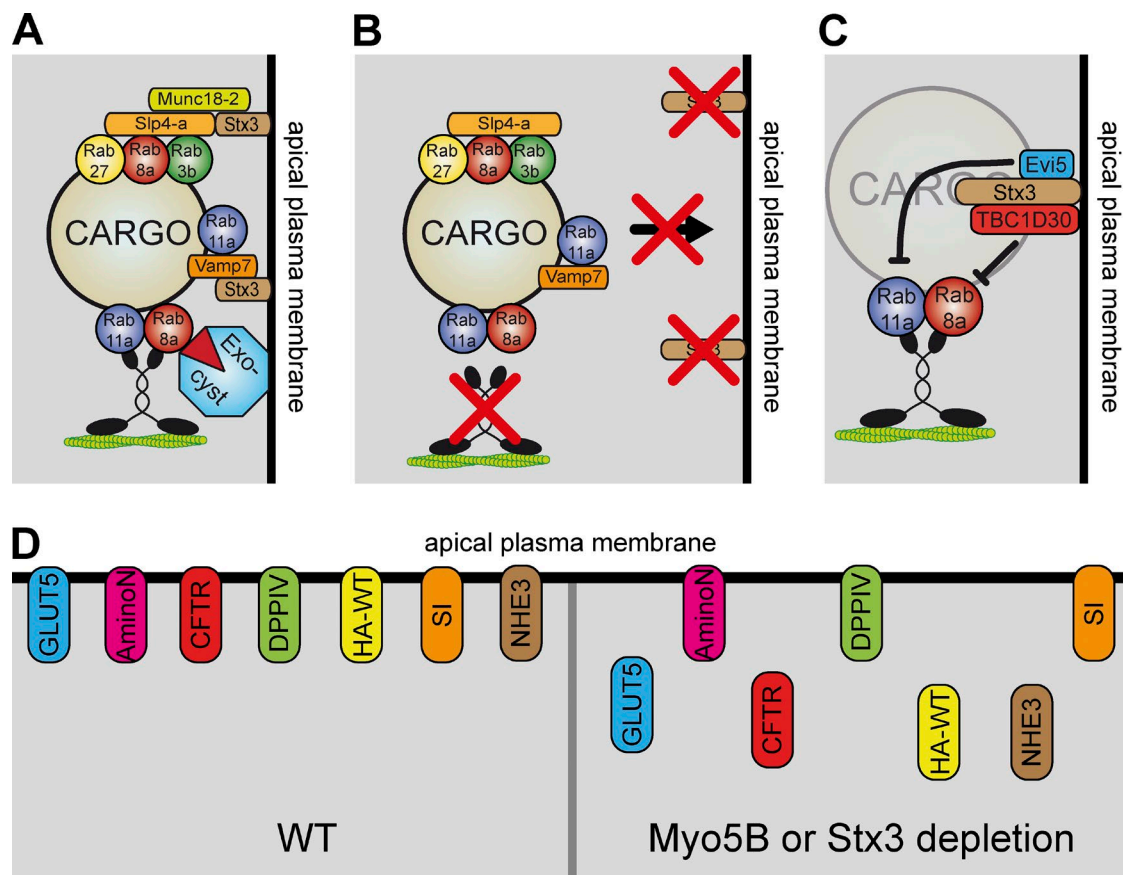 A
Munc18-2
Slp4-a
Stx3
Rab
27
Rab
8a
Rab
3b
CARGO
Rab
11a
Vamp7
Stx3
Rab
11a
Rab
8a
Exo-
cyst
apical plasma membrane
B
Slp4-a
Rab
27
Rab
8a
Rab
3b
CARGO
Rab
11a
Vamp7
Rab
11a
Rab
8a
apical plasma membrane
C
CARGO
Evi5
Stx3
TBC1D30
Rab
11a
Rab
8a
apical plasma membrane
D
apical plasma membrane
GLUT5
AminoN
CFTR
DPPIV
HA-WT
SI
NHE3
WT
GLUT5
AminoN
CFTR
DPPIV
HA-WT
NHE3
SI
Myo5B or Stx3 depletion